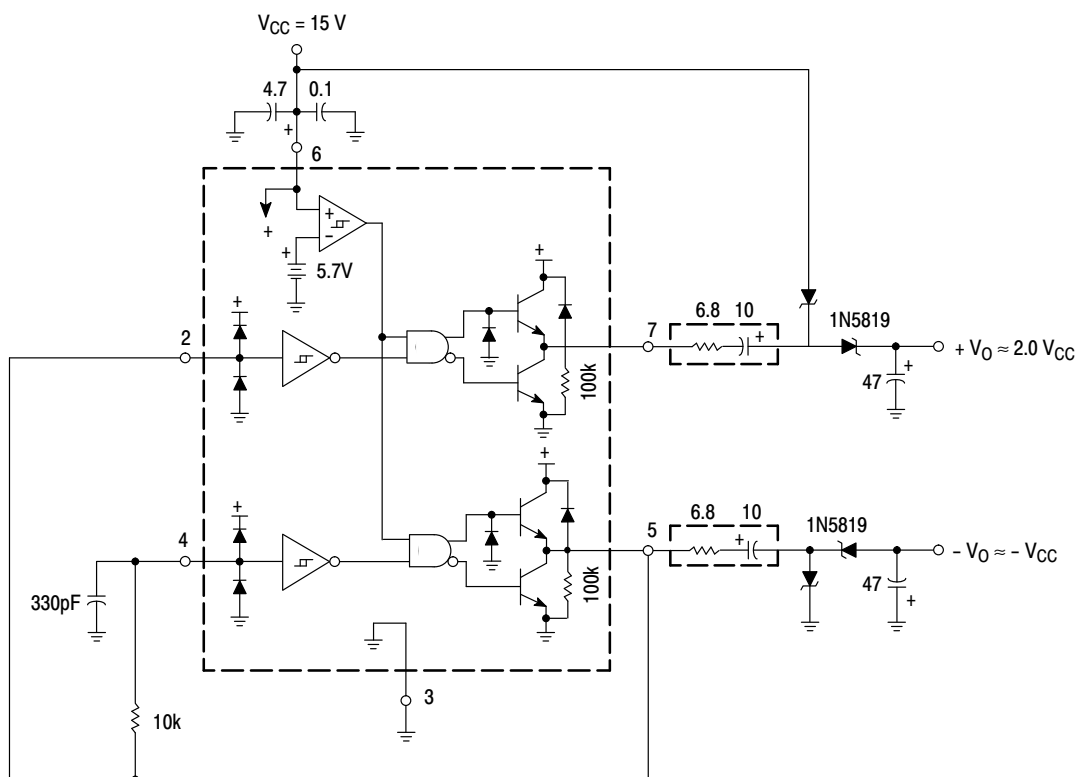 VCC = 15 V
4.7
0.1
+
6
+
+
-
+
5.7V
+
+
2
7
6.8
10
+
1N5819
+ VO ≈ 2.0 VCC
47
+
100k
+
+
4
5
6.8
10
+
1N5819
- VO ≈ - VCC
47
+
100k
330pF
3
10k